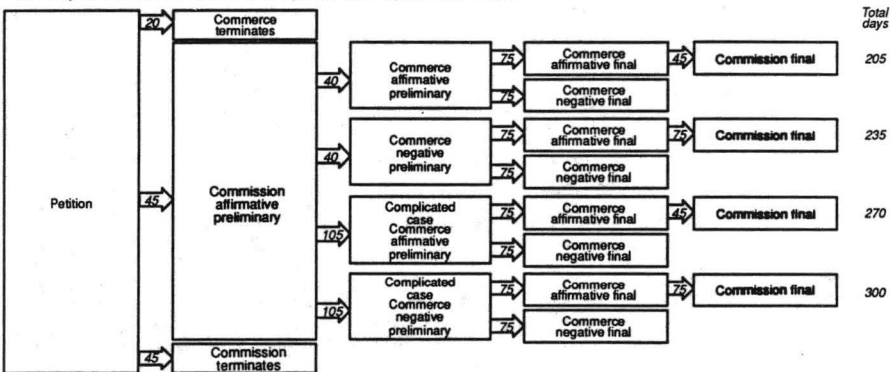 Total
days
20
Commerce
terminates
Petition
45
Commission
affirmative
preliminary
40
Commerce
affirmative
preliminary
75
Commerce
affirmative final
45
Commission final
205
75
Commerce
negative final
40
Commerce
negative
preliminary
75
Commerce
affirmative final
75
Commission final
235
75
Commerce
negative final
105
Complicated
case
Commerce
affirmative
preliminary
75
Commerce
affirmative final
45
Commission final
270
75
Commerce
negative final
105
Complicated
case
Commerce
negative
preliminary
75
Commerce
affirmative final
75
Commission final
300
75
Commerce
negative final
45
Commission
terminates